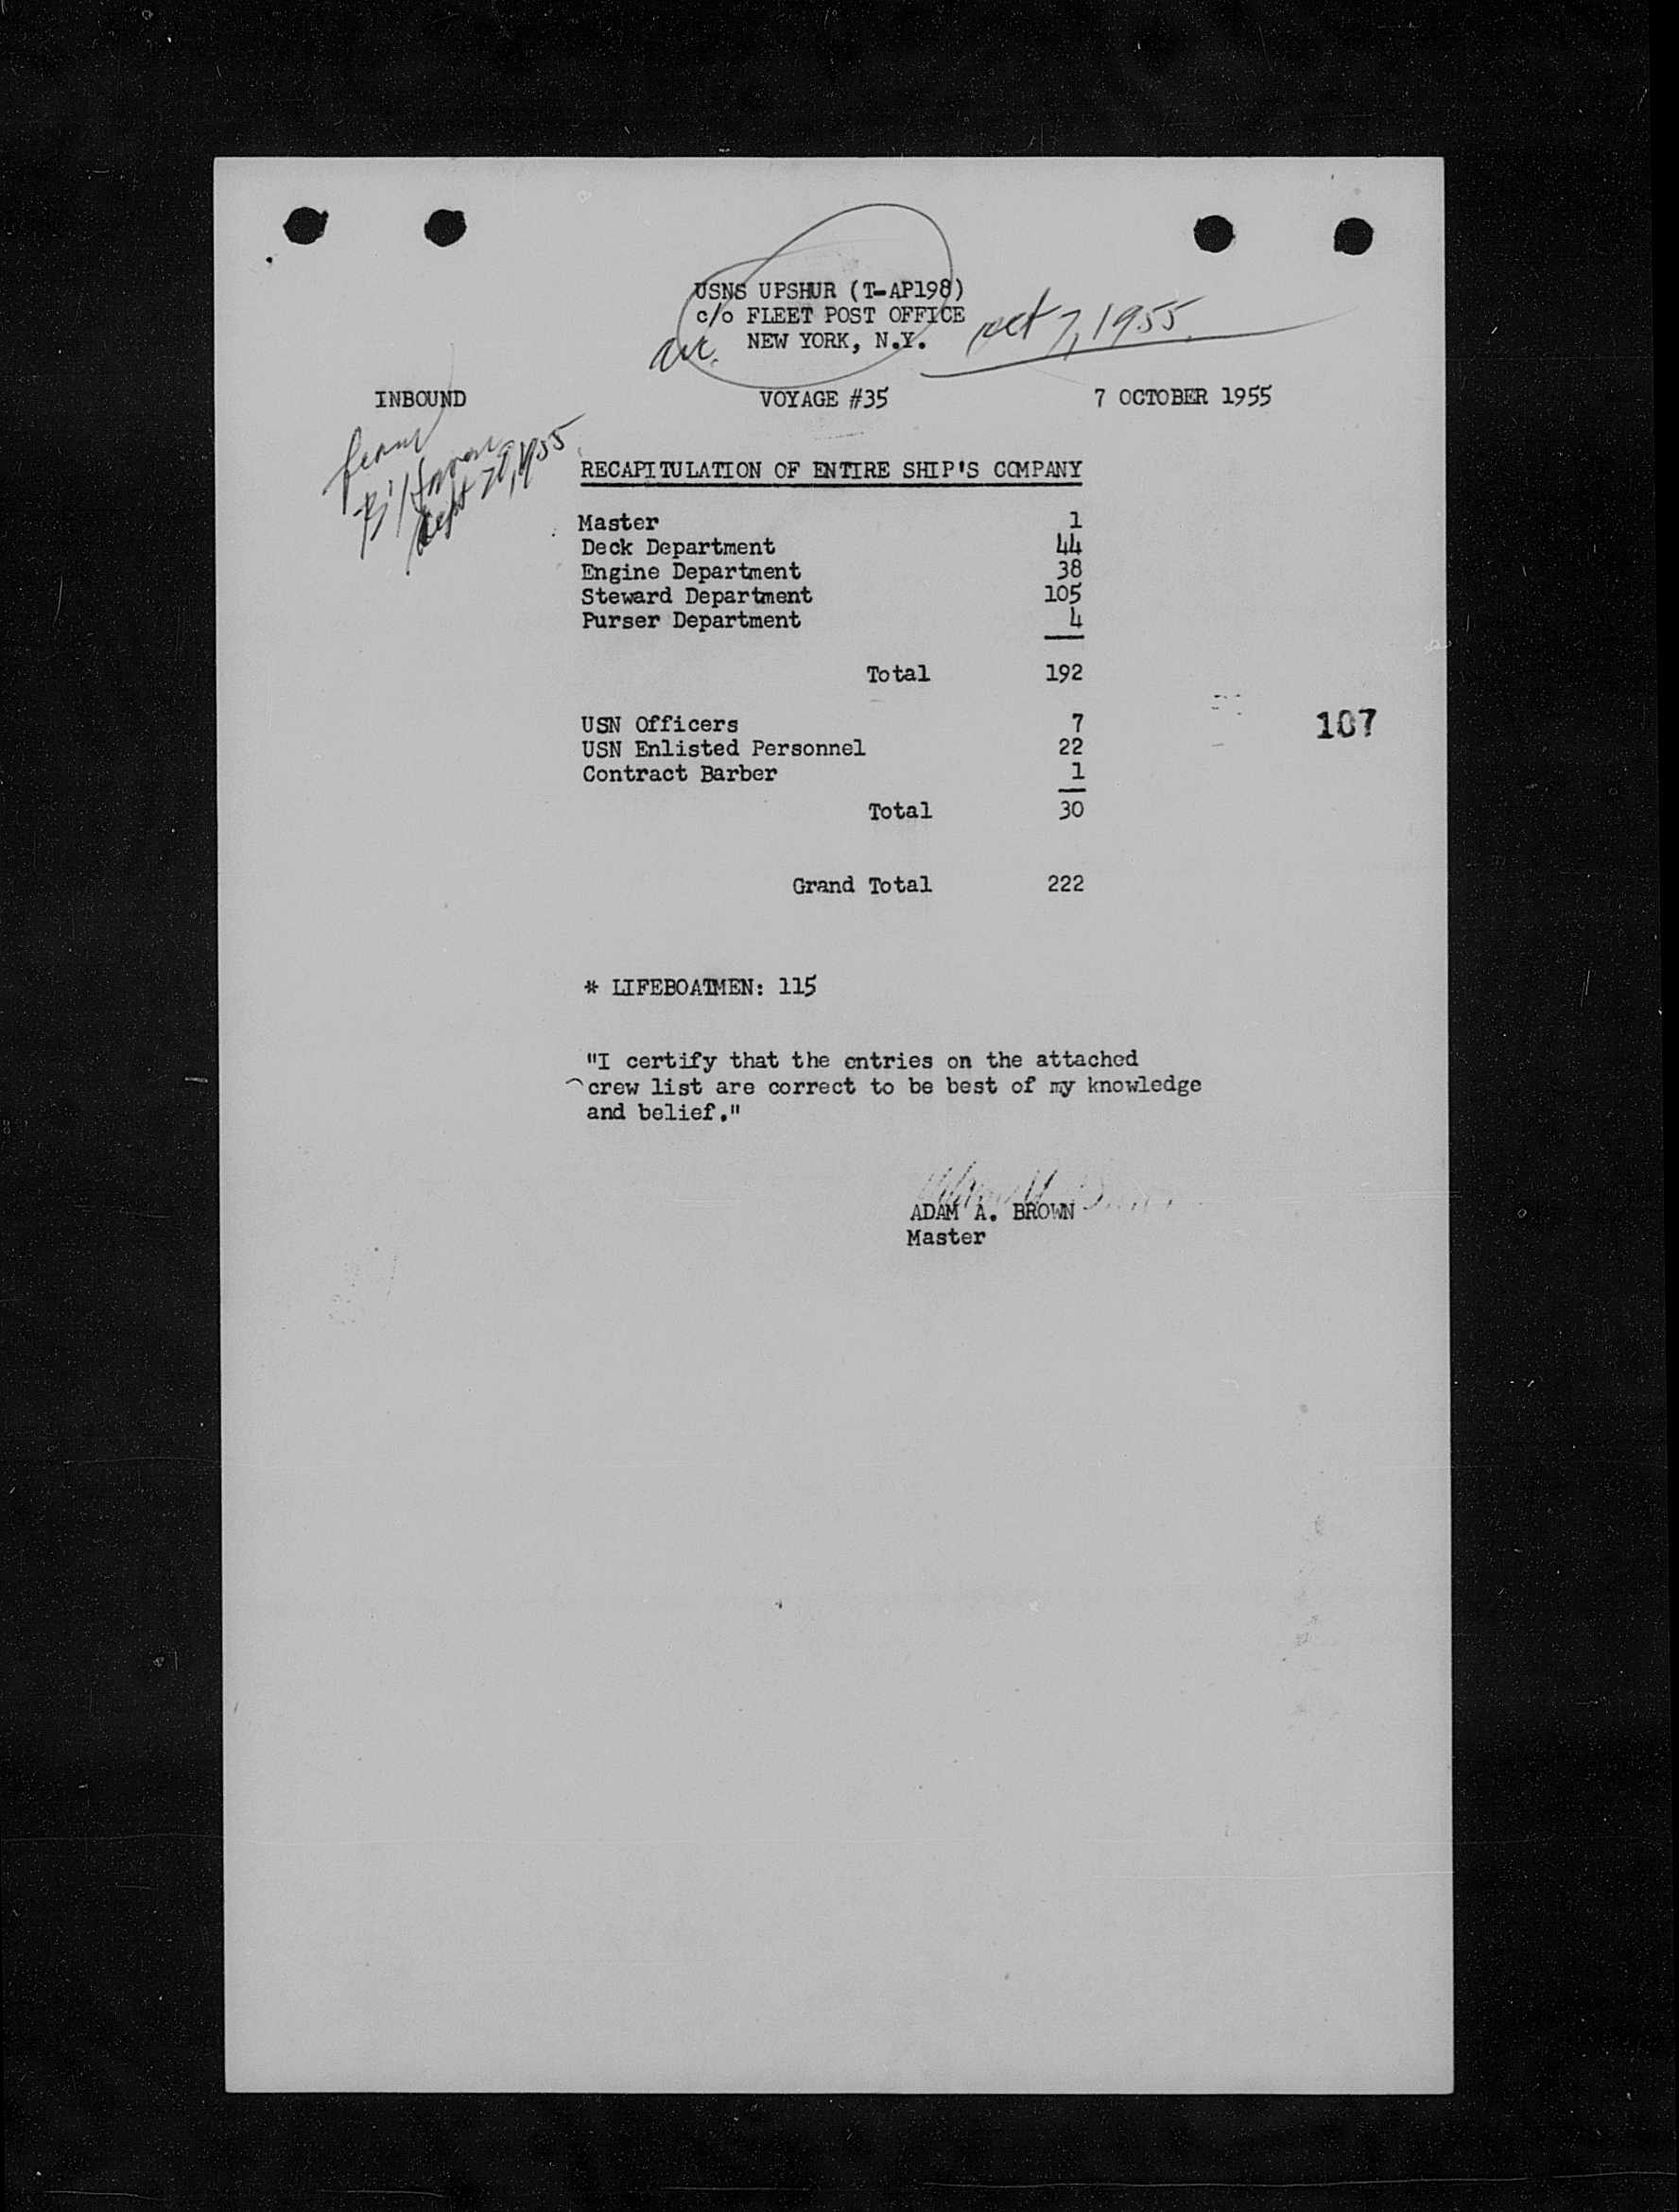 USNS UPSHUR (T-AP198)
c/o FLEET POST OFFICE
NEW YORK, N.Y.
arr. Oct 7, 1955
INBOUND VOYAGE #35 7 OCTOBER 1955
from
Sept 1955
RECAPITULATION OF ENTIRE SHIP'S COMPANY
Master 1
Deck Department 44
Engine Department 38
Steward Department 105
Purser Department 4
Total 192
107
USN Officers 7
USN Enlisted Personnel 22
Contract Barber 1
Total 30
Grand Total 222
* LIFEBOATMEN: 115
"I certify that the entries on the attached
crew list are correct to be best of my knowledge
and belief."
ADAM A. BROWN
Master